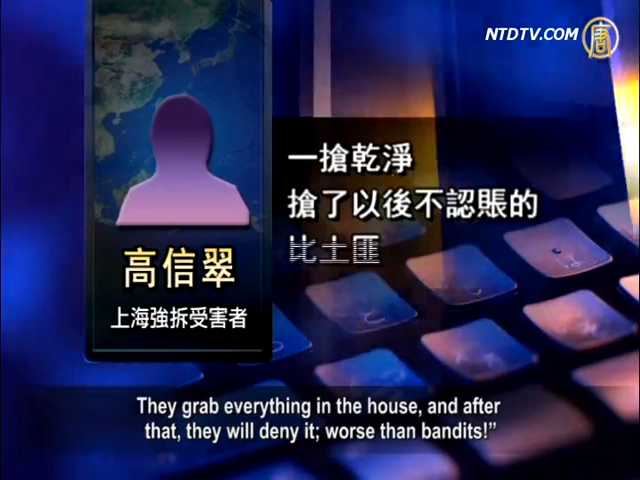 NTDTV.COM
唐
一搶乾淨
搶了以後不認賬的
比土匪
高信翠
上海強拆受害者
They grab everything in the house, and after
that, they will deny it; worse than bandits!”